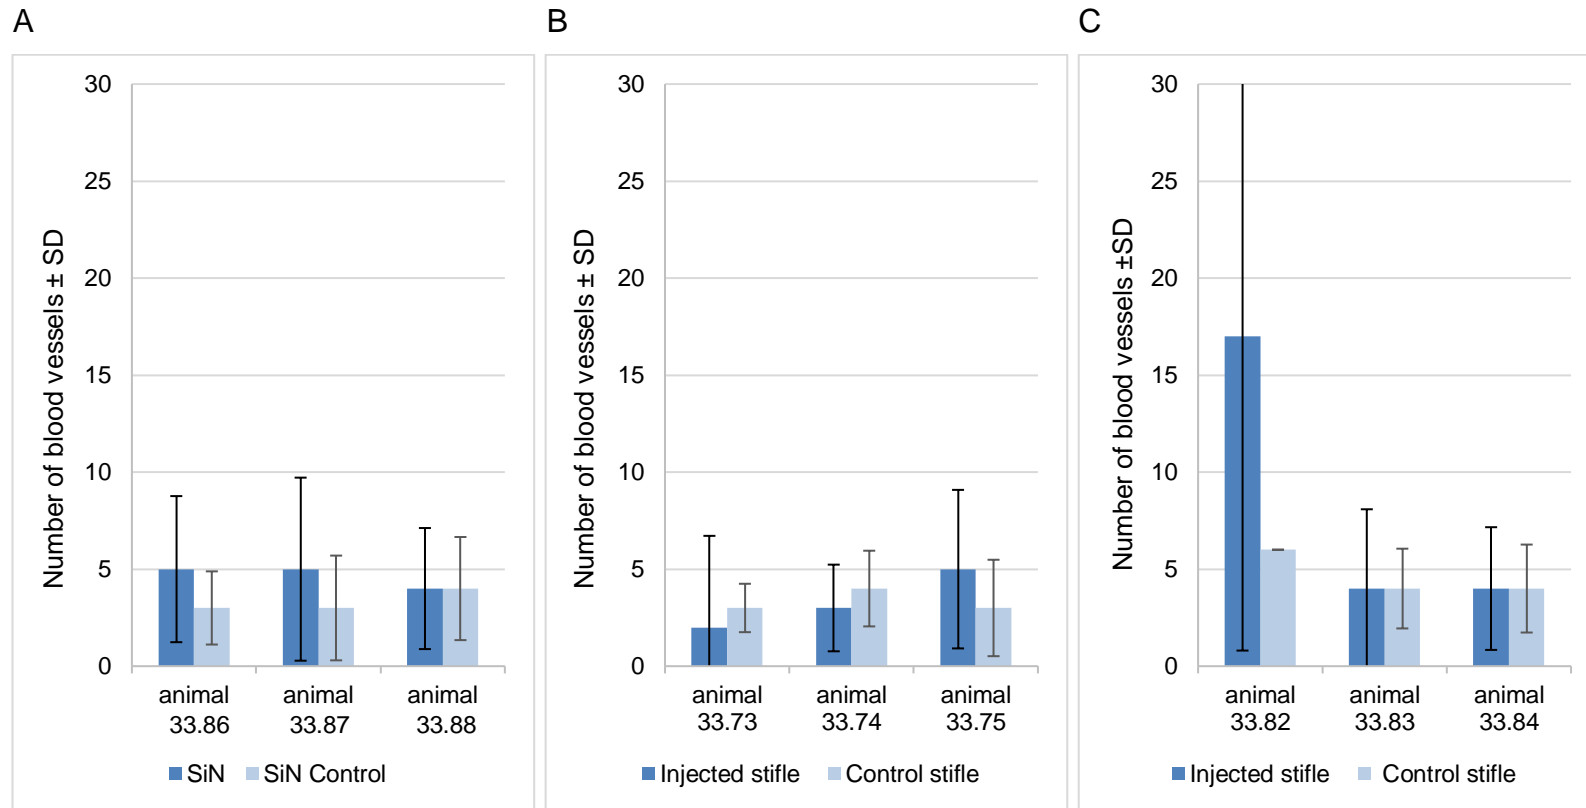 A
Number of blood vessels ± SD
30
25
20
15
10
5
0
animal 33.86
animal 33.87
animal 33.88
SiN
SiN Control
B
Number of blood vessels ± SD
30
25
20
15
10
5
0
animal 33.73
animal 33.74
animal 33.75
Injected stifle
Control stifle
C
Number of blood vessels ±SD
30
25
20
15
10
5
0
animal 33.82
animal 33.83
animal 33.84
Injected stifle
Control stifle